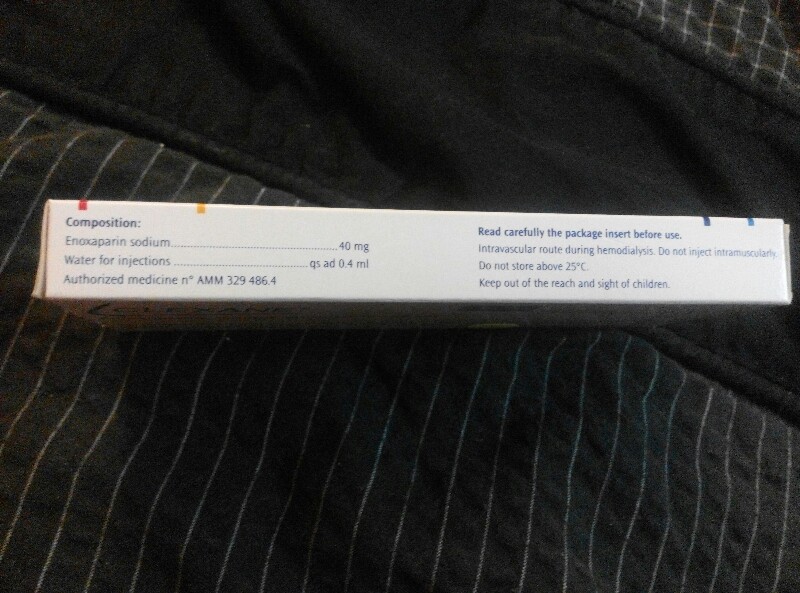 Composition:
Enoxaparin sodium..........................................40 mg
Water for injections ..................................qs ad 0.4 ml
Authorized medicine n° AMM 329 486.4
Read carefully the package insert before use.
Intravascular route during hemodialysis. Do not inject intramuscularly.
Do not store above 25°C.
Keep out of the reach and sight of children.